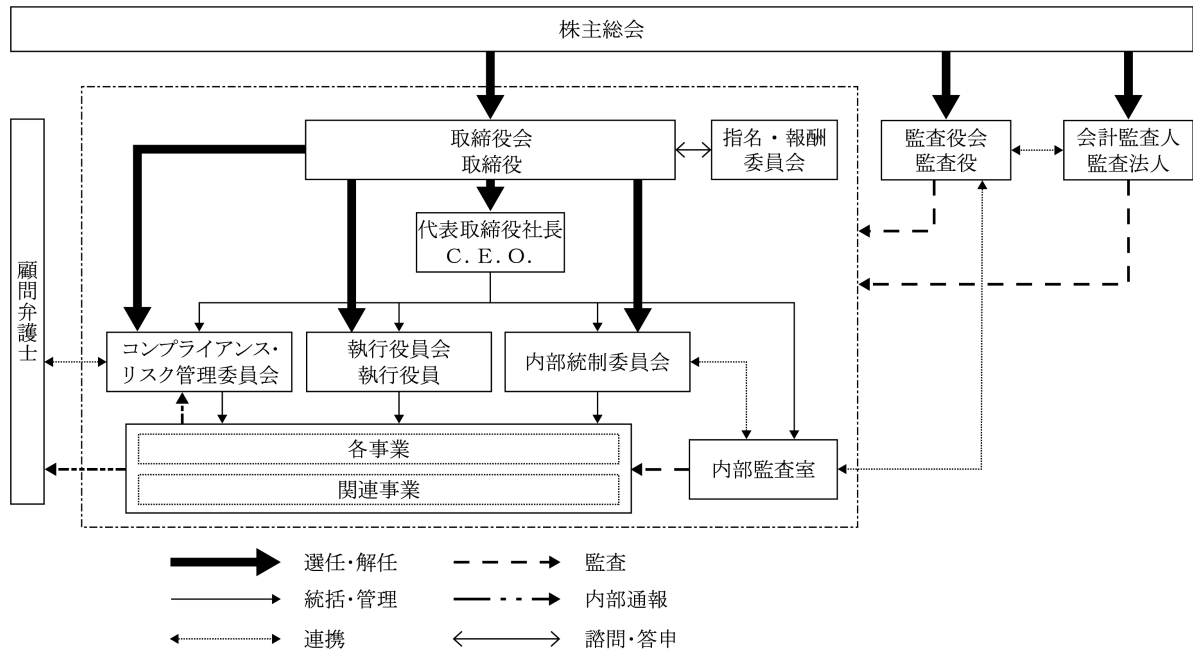 株主総会
取締役会
取締役
指名・報酬
委員会
監査役会
監査役
会計監査人
監査法人
代表取締役社長
C. E. O.
顧問弁護士
コンプライアンス・
リスク管理委員会
執行役員会
執行役員
内部統制委員会
各事業
関連事業
内部監査室
選任・解任
監査
統括・管理
内部通報
連携
諮問・答申